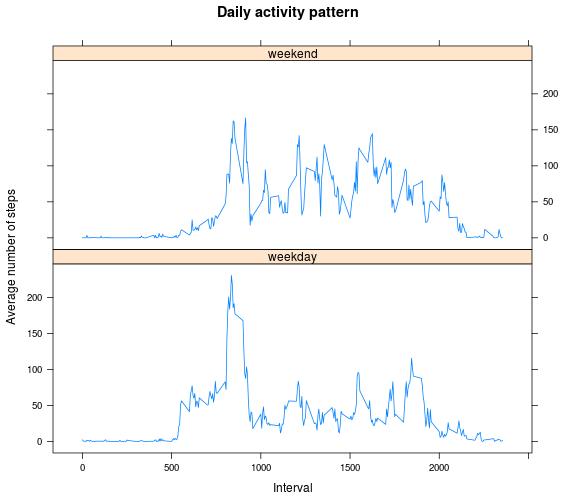 Daily activity pattern
weekend
200
150
100
50
0
weekday
200
150
100
50
0
0 500 1000 1500 2000
Average number of steps
Interval